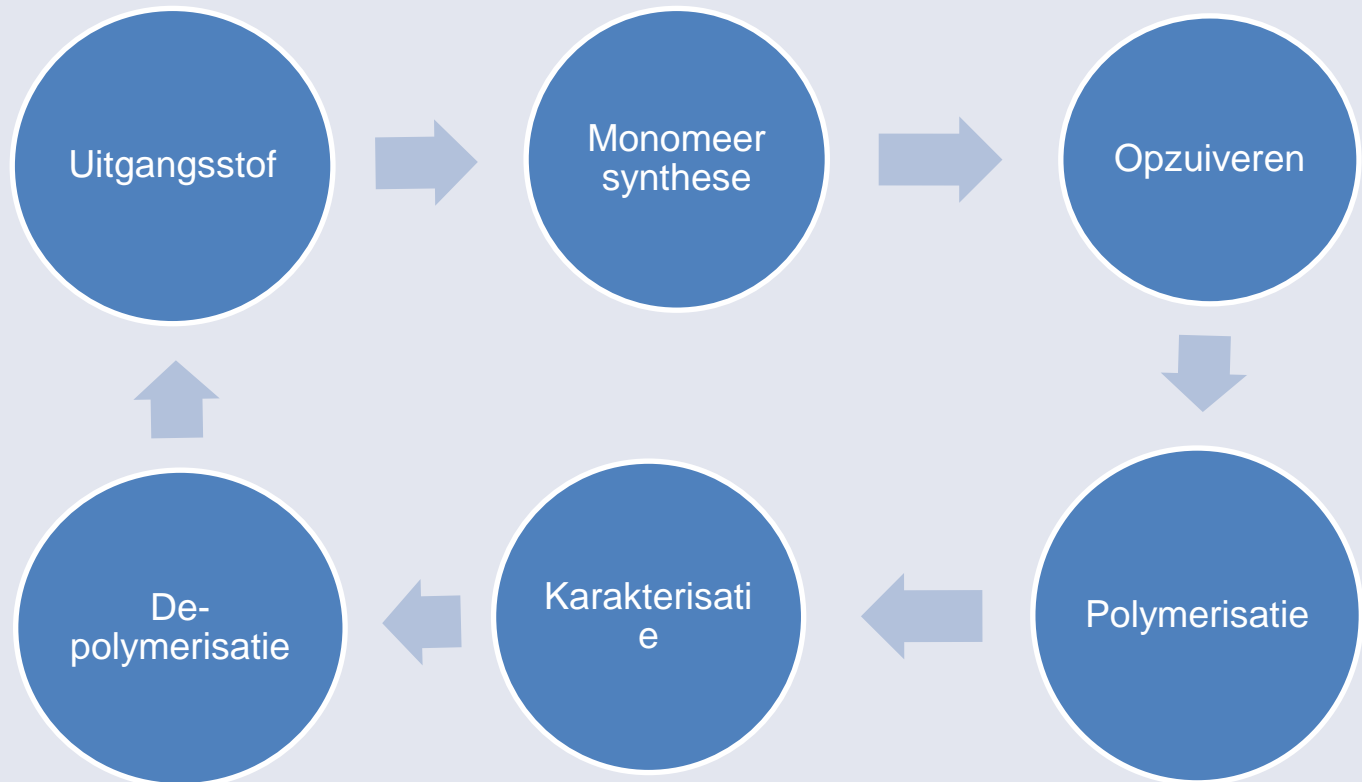 Uitgangsstof
Monomeer
synthese
Opzuiveren
De-
polymerisatie
Karakterisati
e
Polymerisatie